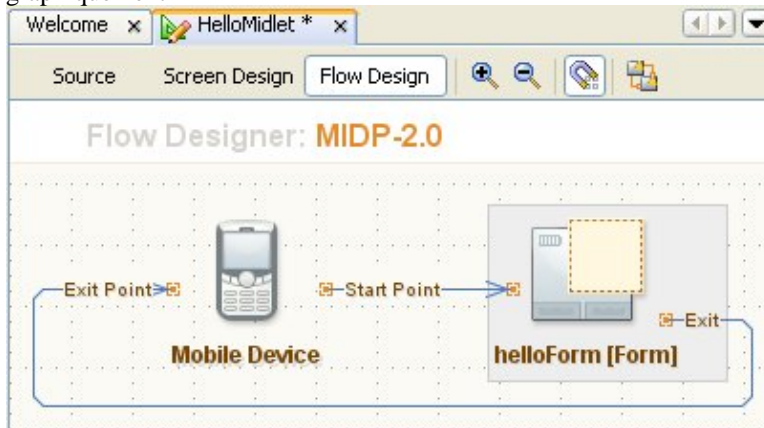 Welcome x HelloMidlet * x
Source Screen Design Flow Design
Flow Designer: MIDP-2.0
Exit Point Start Point
Exit
Mobile Device helloForm [Form]